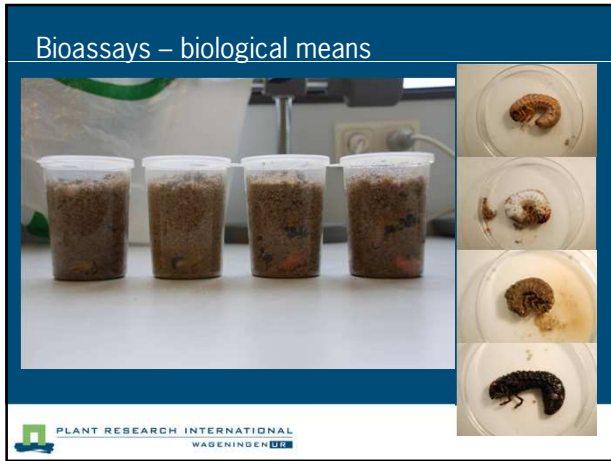 Bioassays – biological means
PLANT RESEARCH INTERNATIONAL
WAGENINGEN UR